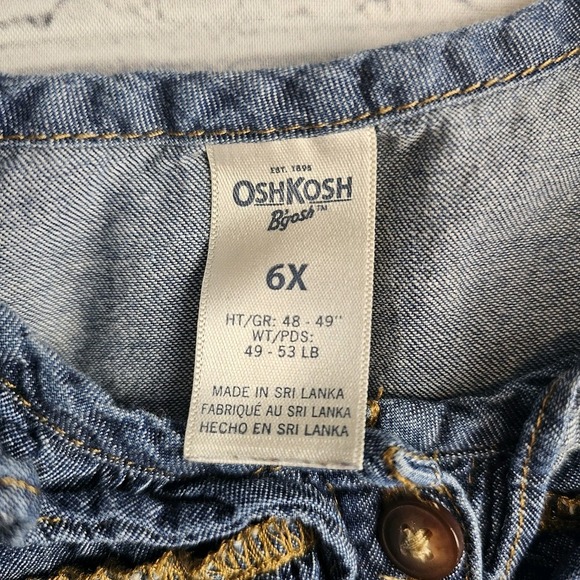 EST. 1895
OSHKOSH
B'gosh™
6X
HT/GR: 48 - 49"
WT/PDS:
49 - 53 LB
MADE IN SRI LANKA
FABRIQUÉ AU SRI LANKA
HECHO EN SRI LANKA